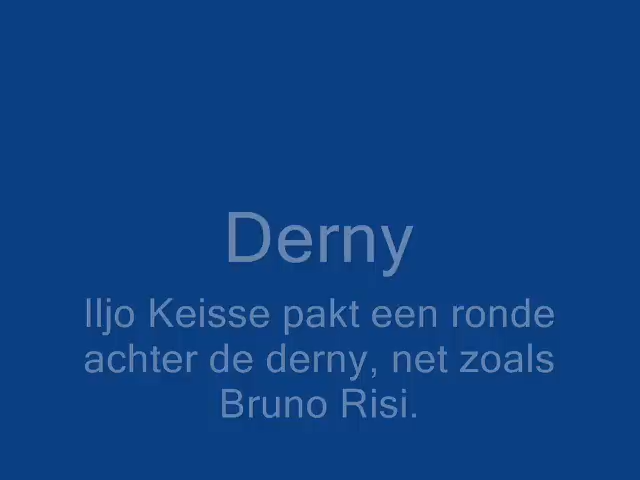 Derny
Iljo Keisse pakt een ronde
achter de derny, net zoals
Bruno Risi.